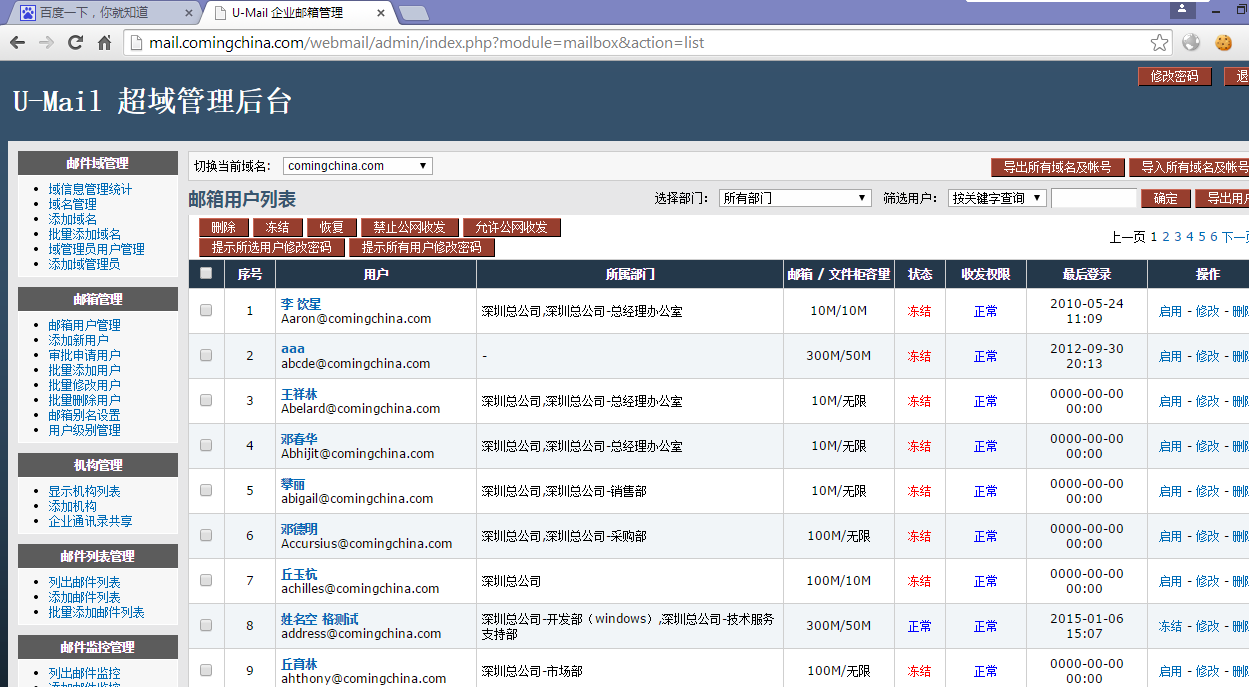 百度一下，你就知道
U-Mail 企业邮箱管理
mail.comingchina.com/webmail/admin/index.php?module=mailbox&action=list
修改密码 退
U-Mail 超域管理后台
邮件域管理
域信息管理统计
域名管理
添加域名
批量添加域名
域管理员用户管理
添加域管理员
邮箱管理
邮箱用户管理
添加新用户
审批申请用户
批量添加用户
批量修改用户
批量删除用户
邮箱别名设置
用户级别管理
机构管理
显示机构列表
添加机构
企业通讯录共享
邮件列表管理
列出邮件列表
添加邮件列表
批量添加邮件列表
邮件监控管理
列出邮件监控
添加邮件监控
切换当前域名： comingchina.com 导出所有域名及帐号 导入所有域名及帐号
邮箱用户列表 选择部门： 所有部门 筛选用户： 按关键字查询 确定 导出用户
删除 冻结 恢复 禁止公网收发 允许公网收发
提示所选用户修改密码 提示所有用户修改密码
上一页 1 2 3 4 5 6 下一页
序号 用户 所属部门 邮箱 / 文件柜容量 状态 收发权限 最后登录 操作
1 李 饮星 Aaron@comingchina.com 深圳总公司,深圳总公司-总经理办公室 10M/10M 冻结 正常 2010-05-24 11:09 启用 - 修改 - 删除
2 aaa abcde@comingchina.com - 300M/50M 冻结 正常 2012-09-30 20:13 启用 - 修改 - 删除
3 王祥林 Abelard@comingchina.com 深圳总公司,深圳总公司-总经理办公室 10M/无限 冻结 正常 0000-00-00 00:00 启用 - 修改 - 删除
4 邓春华 Abhijit@comingchina.com 深圳总公司,深圳总公司-总经理办公室 10M/无限 冻结 正常 0000-00-00 00:00 启用 - 修改 - 删除
5 攀丽 abigail@comingchina.com 深圳总公司,深圳总公司-销售部 10M/无限 冻结 正常 0000-00-00 00:00 启用 - 修改 - 删除
6 邓德明 Accursius@comingchina.com 深圳总公司,深圳总公司-采购部 100M/无限 冻结 正常 0000-00-00 00:00 启用 - 修改 - 删除
7 丘玉杭 achilles@comingchina.com 深圳总公司 100M/10M 冻结 正常 0000-00-00 00:00 启用 - 修改 - 删除
8 姓名空 格测试 address@comingchina.com 深圳总公司-开发部（windows）,深圳总公司-技术服务支持部 300M/50M 正常 正常 2015-01-06 15:07 冻结 - 修改 - 删除
9 丘育林 ahthony@comingchina.com 深圳总公司-市场部 100M/无限 冻结 正常 0000-00-00 00:00 启用 - 修改 - 删除